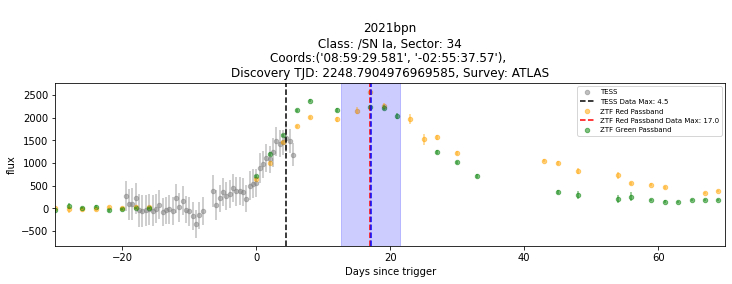 2021bpn
Class: /SN Ia, Sector: 34
Coords:('08:59:29.581', '-02:55:37.57'),
Discovery TJD: 2248.7904976969585, Survey: ATLAS
TESS
TESS Data Max: 4.5
ZTF Red Passband
ZTF Red Passband Data Max: 17.0
ZTF Green Passband
flux
2500
2000
1500
1000
500
0
−500
−20
0
20
40
60
Days since trigger